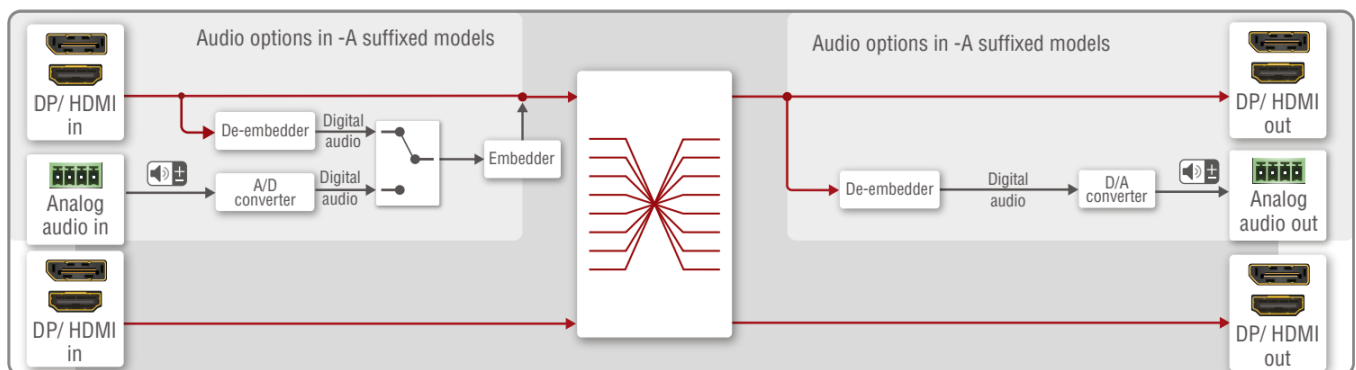 Audio options in -A suffixed models
Audio options in -A suffixed models
DP/ HDMI
in
De-embedder
Digital
audio
Embedder
A/D
converter
Digital
audio
Analog
audio in
DP/ HDMI
in
DP/ HDMI
out
De-embedder
Digital
audio
D/A
converter
Analog
audio out
DP/ HDMI
out